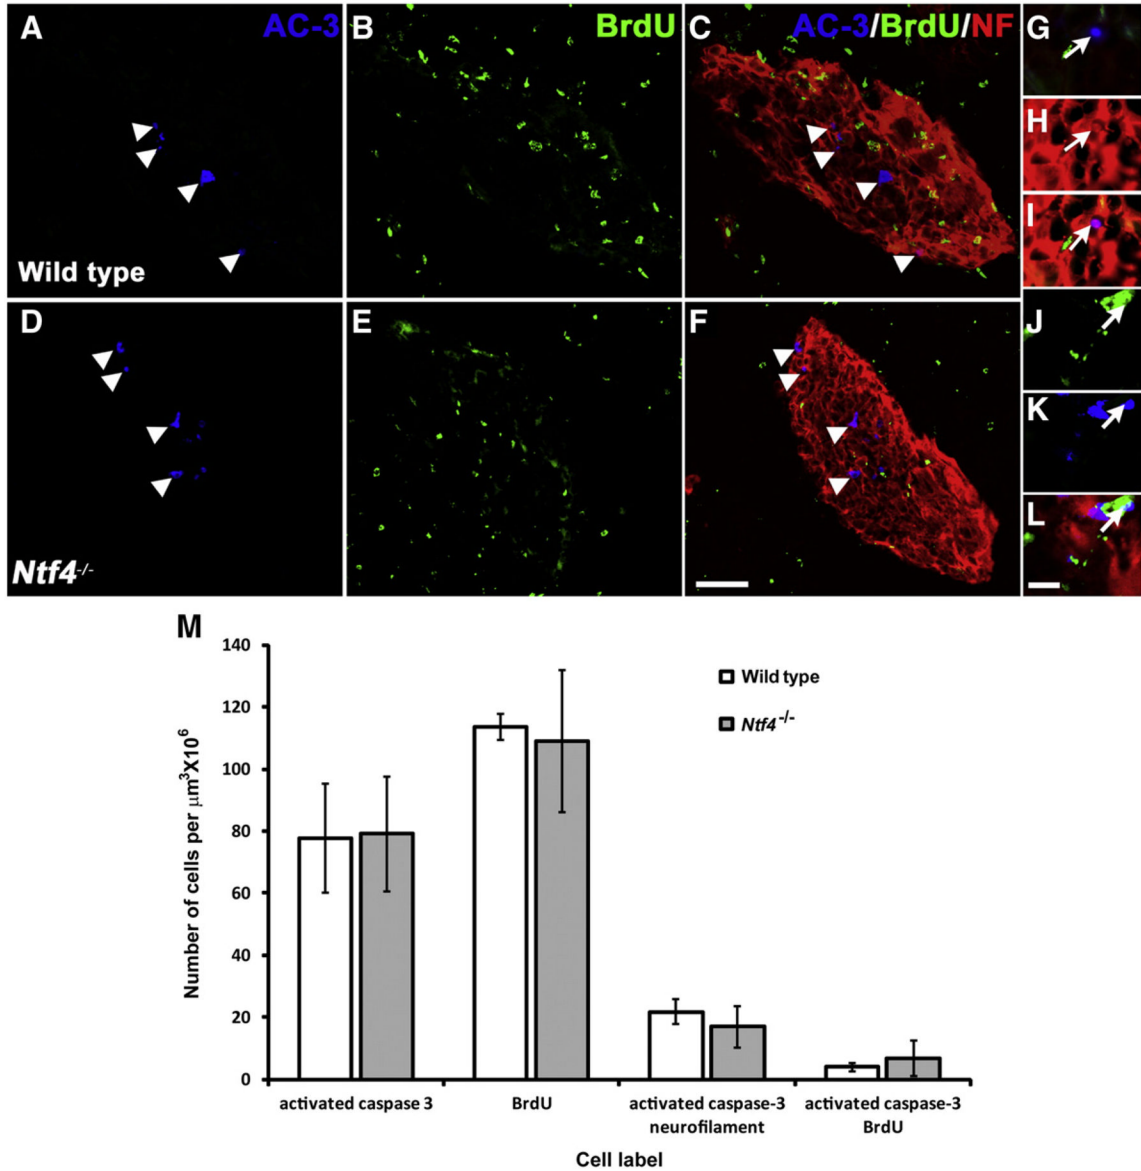 A AC-3
B BrdU
C AC-3/BrdU/NF
G
H
I
Wild type
D
E
F
J
K
L
Ntf4-/-
M
140
120
100
80
60
40
20
0
Number of cells per μm3X106
Wild type
Ntf4-/-
activated caspase 3
BrdU
activated caspase-3
neurofilament
activated caspase-3
BrdU
Cell label